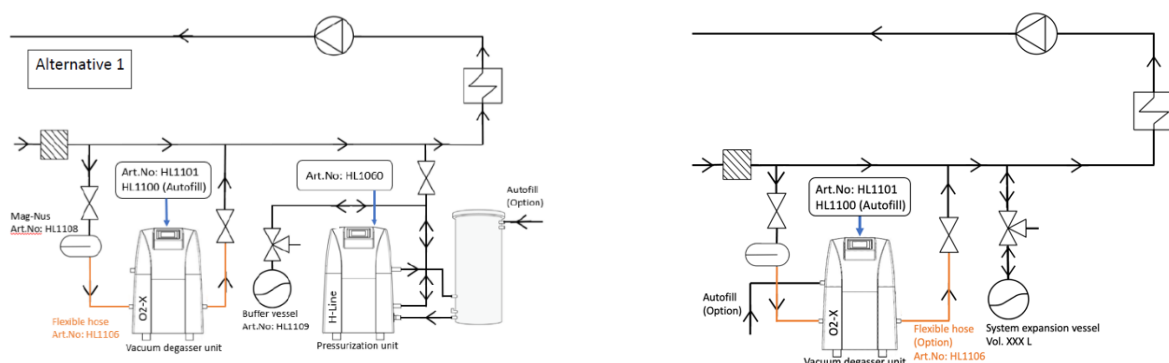 Alternative 1
Art.No: HL1101
HL1100 (Autofill)
Art.No: HL1060
Autofill
(Option)
Mag-Nus
Art.No: HL1108
O2-X
H-Line
Flexible hose
Art.No: HL1106
Buffer vessel
Art.No: HL1109
Vacuum degasser unit
Pressurization unit
Art.No: HL1101
HL1100 (Autofill)
Autofill
(Option)
O2-X
Flexible hose
(Option)
Art.No: HL1106
System expansion vessel
Vol. XXX L
Vacuum degasser unit